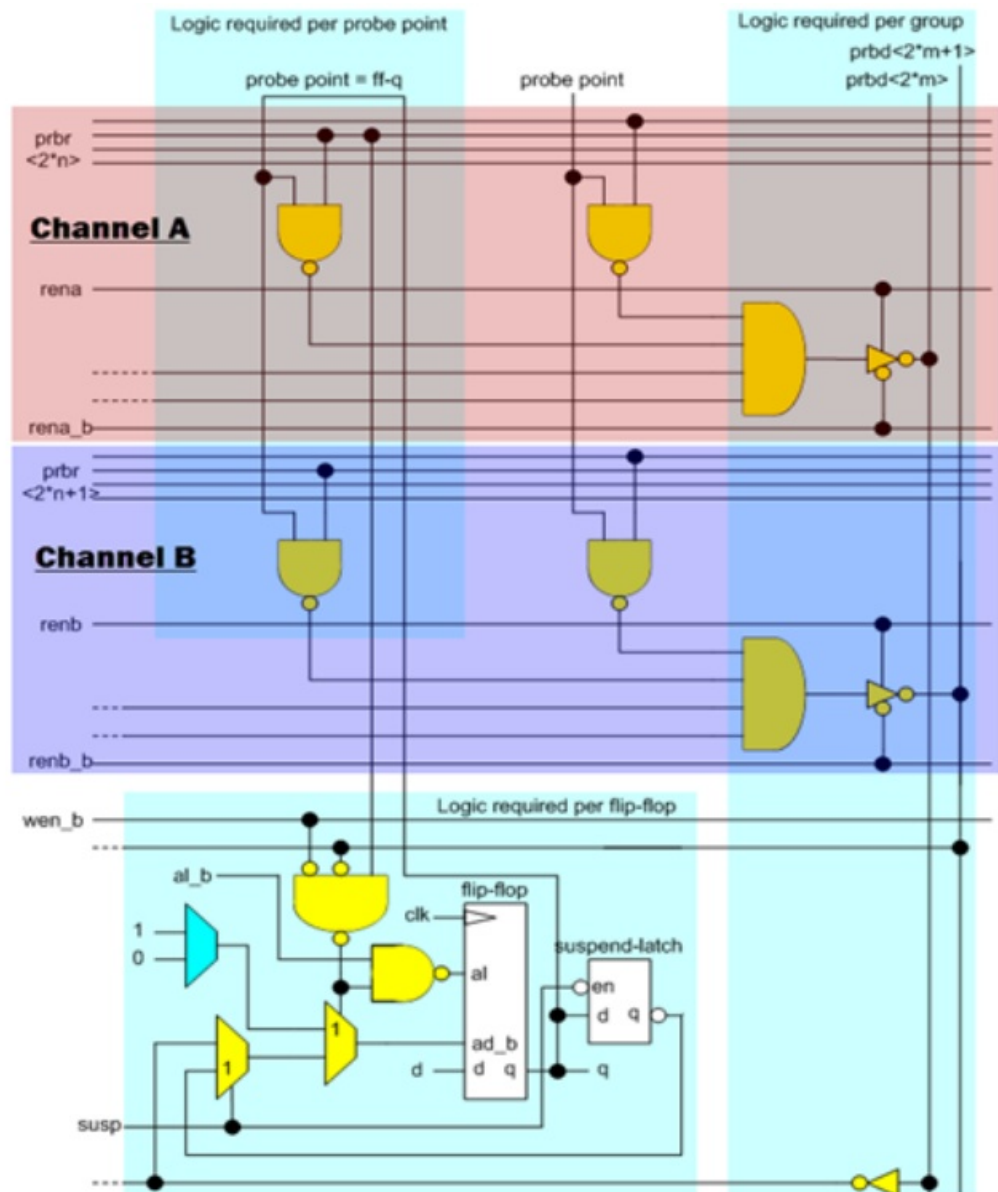 Logic required per probe point
Logic required per group
prbd<2*m+1>
probe point = ff-q
probe point
prbd<2*m>
prbr
<2*n>
Channel A
rena
rena_b
prbr
<2*n+1>
Channel B
renb
renb_b
wen_b
Logic required per flip-flop
al_b
flip-flop
clk
1
0
suspend-latch
al
en
d q
1
ad_b
1
d
d q
q
susp